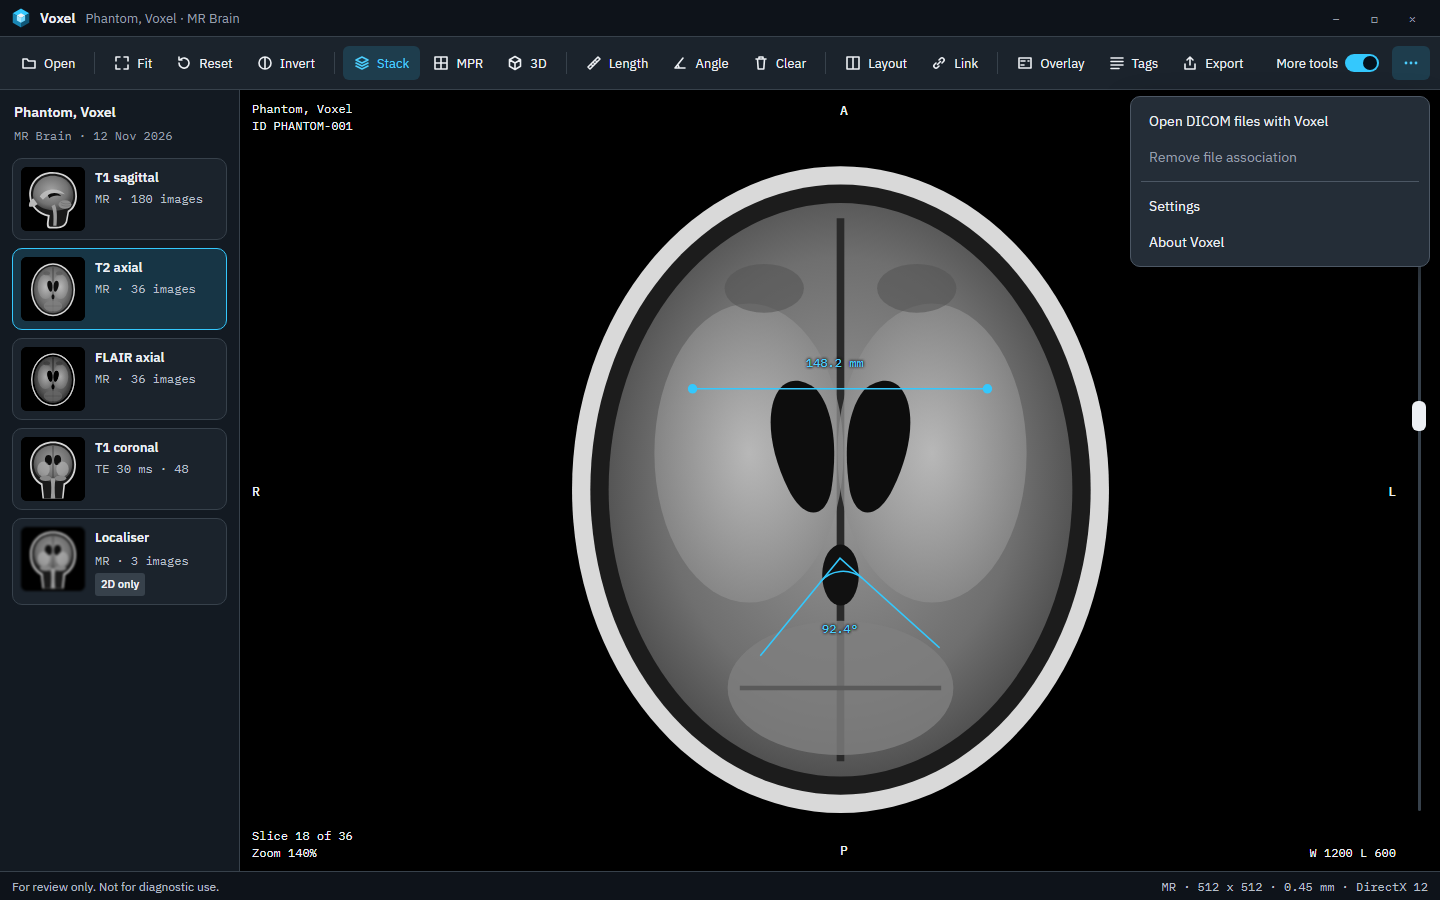 Voxel Phantom, Voxel · MR Brain
Open Fit Reset Invert Stack MPR 3D Length Angle Clear Layout Link Overlay Tags Export More tools
Phantom, Voxel
MR Brain · 12 Nov 2026
T1 sagittal
MR · 180 images
T2 axial
MR · 36 images
FLAIR axial
MR · 36 images
T1 coronal
TE 30 ms · 48
Localiser
MR · 3 images
2D only
Phantom, Voxel
ID PHANTOM-001
A
Open DICOM files with Voxel
Remove file association
Settings
About Voxel
148.2 mm
R
L
92.4°
Slice 18 of 36
Zoom 140%
P
W 1200 L 600
For review only. Not for diagnostic use.
MR · 512 x 512 · 0.45 mm · DirectX 12